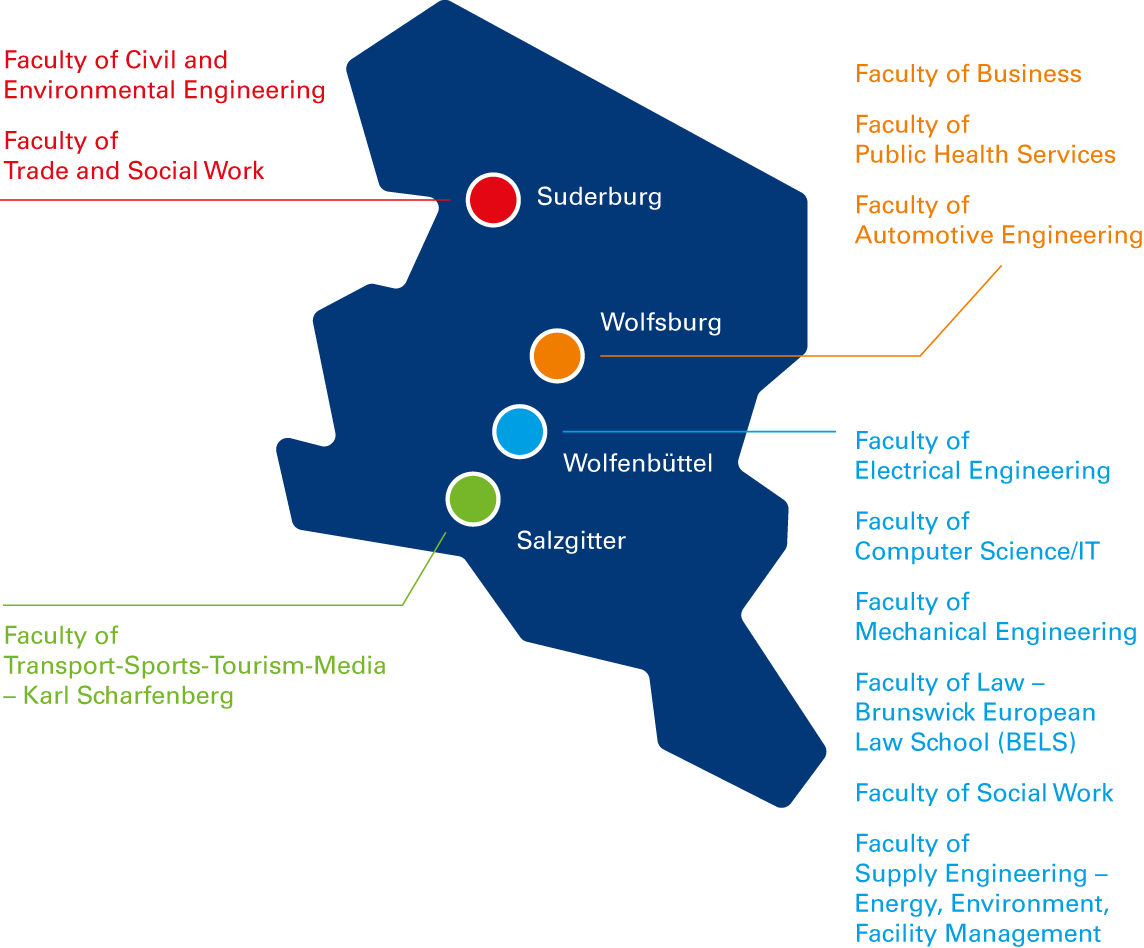 Faculty of Civil and
Environmental Engineering
Faculty of
Trade and Social Work
Suderburg
Faculty of Business
Faculty of
Public Health Services
Faculty of
Automotive Engineering
Wolfsburg
Wolfenbüttel
Salzgitter
Faculty of
Transport-Sports-Tourism-Media
– Karl Scharfenberg
Faculty of
Electrical Engineering
Faculty of
Computer Science/IT
Faculty of
Mechanical Engineering
Faculty of Law –
Brunswick European
Law School (BELS)
Faculty of Social Work
Faculty of
Supply Engineering –
Energy, Environment,
Facility Management